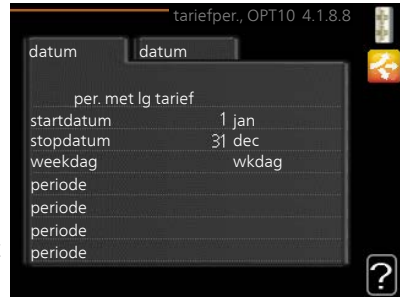 tariefper., OPT10 4.1.8.8
datum datum
per. met lg tarief
startdatum 1 jan
stopdatum 31 dec
weekdag wkdag
periode
periode
periode
periode
?